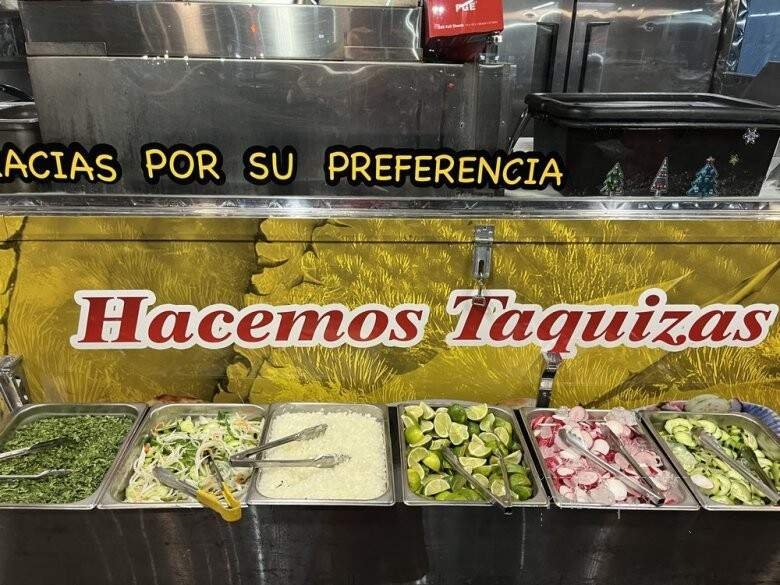 ACIAS POR SU PREFERENCIA
Hacemos Taquizas